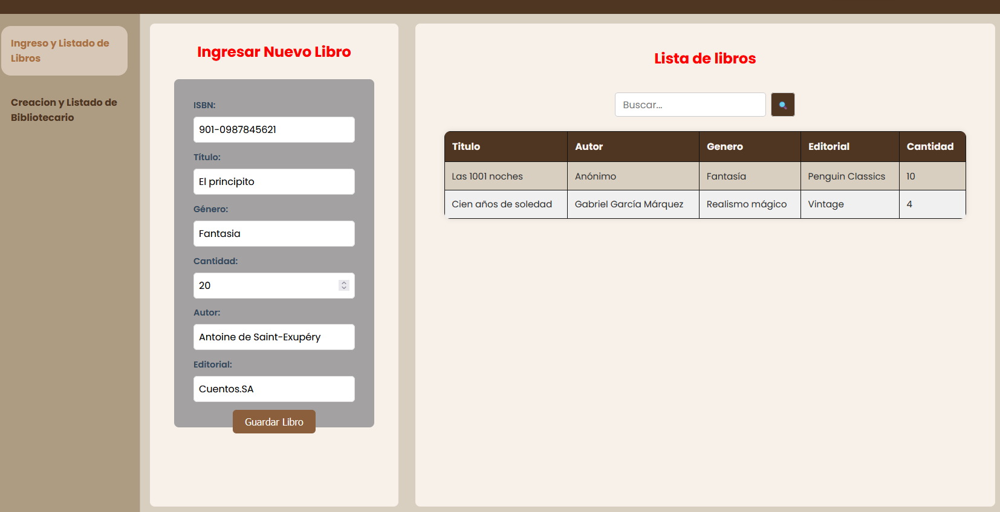 Ingreso y Listado de
Libros
Creacion y Listado de
Bibliotecario
Ingresar Nuevo Libro
ISBN:
901-0987845621
Título:
El principito
Género:
Fantasia
Cantidad:
20
Autor:
Antoine de Saint-Exupéry
Editorial:
Cuentos.SA
Guardar Libro
Lista de libros
Buscar...
Titulo Autor Genero Editorial Cantidad
Las 1001 noches Anónimo Fantasía Penguin Classics 10
Cien años de soledad Gabriel García Márquez Realismo mágico Vintage 4